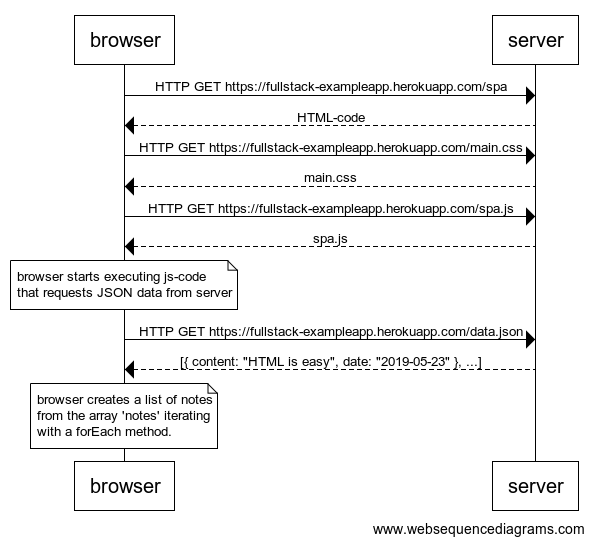 browser
server
HTTP GET https://fullstack-exampleapp.herokuapp.com/spa
HTML-code
HTTP GET https://fullstack-exampleapp.herokuapp.com/main.css
main.css
HTTP GET https://fullstack-exampleapp.herokuapp.com/spa.js
spa.js
browser starts executing js-code
that requests JSON data from server
HTTP GET https://fullstack-exampleapp.herokuapp.com/data.json
[{ content: "HTML is easy", date: "2019-05-23" }, ...]
browser creates a list of notes
from the array 'notes' iterating
with a forEach method.
browser
server
www.websequencediagrams.com